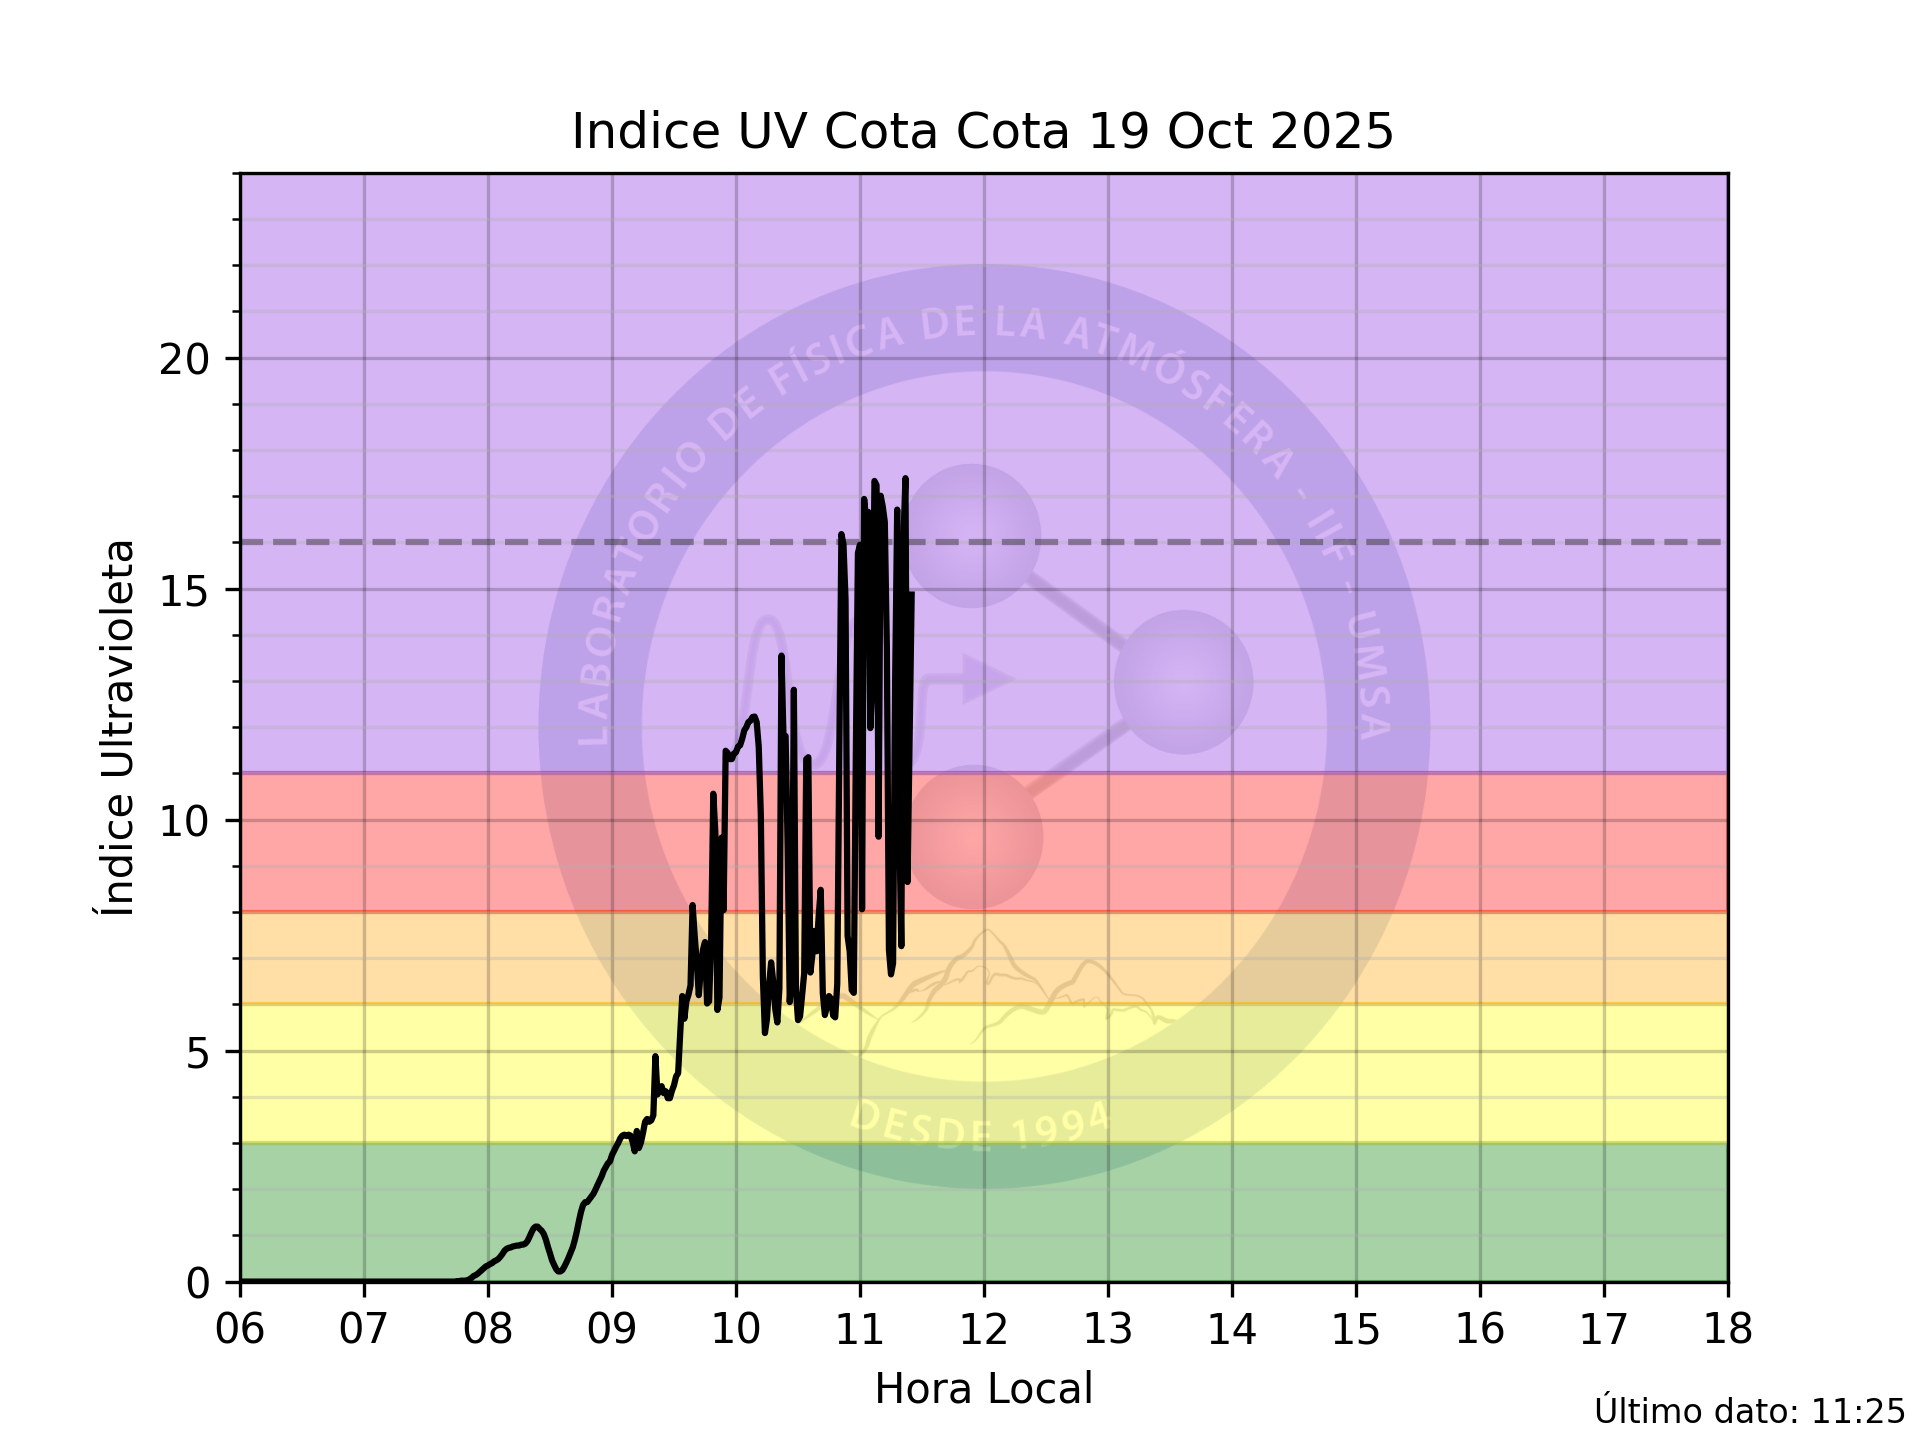 Indice UV Cota Cota 19 Oct 2025
LABORATORIO DE FÍSICA DE LA ATMÓSFERA - IIF - UMSA
DESDE 1994
Índice Ultravioleta
20
15
10
5
0
06 07 08 09 10 11 12 13 14 15 16 17 18
Hora Local
Último dato: 11:25